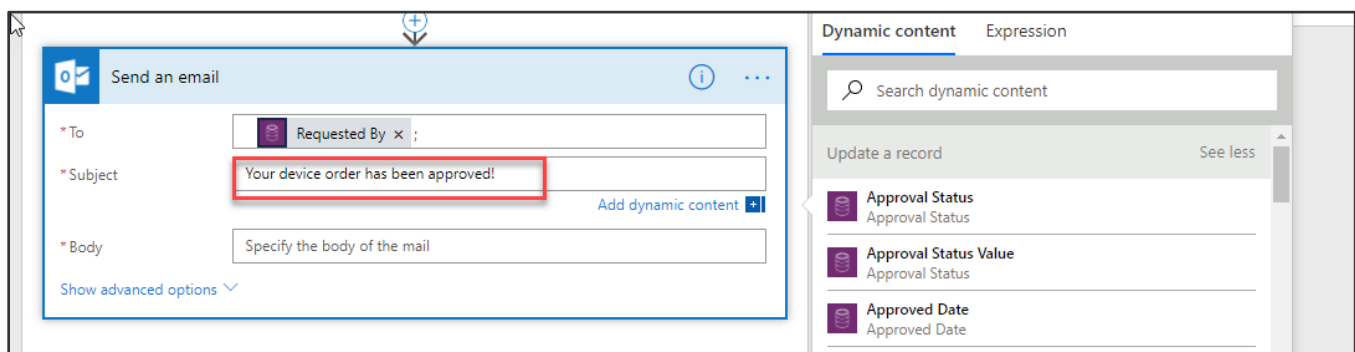 Send an email
* To
Requested By × ;
* Subject
Your device order has been approved!
Add dynamic content
* Body
Specify the body of the mail
Show advanced options
Dynamic content Expression
Search dynamic content
Update a record See less
Approval Status
Approval Status
Approval Status Value
Approval Status
Approved Date
Approved Date